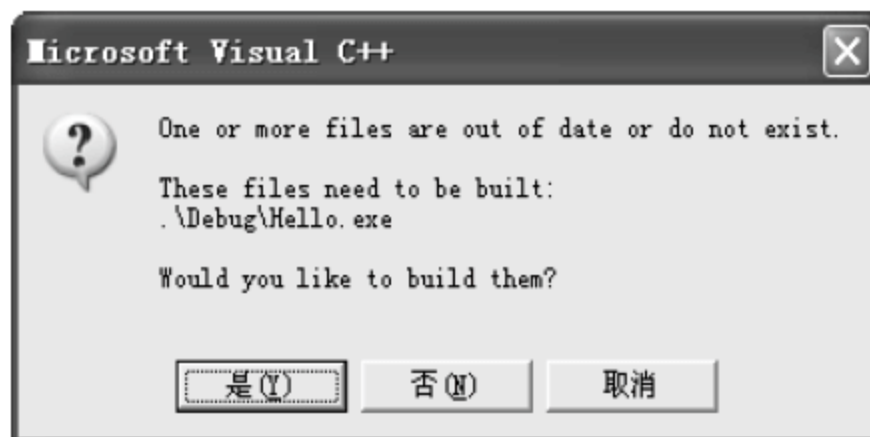 Microsoft Visual C++
One or more files are out of date or do not exist.
These files need to be built:
.\Debug\Hello.exe
Would you like to build them?
是(Y) 否(N) 取消